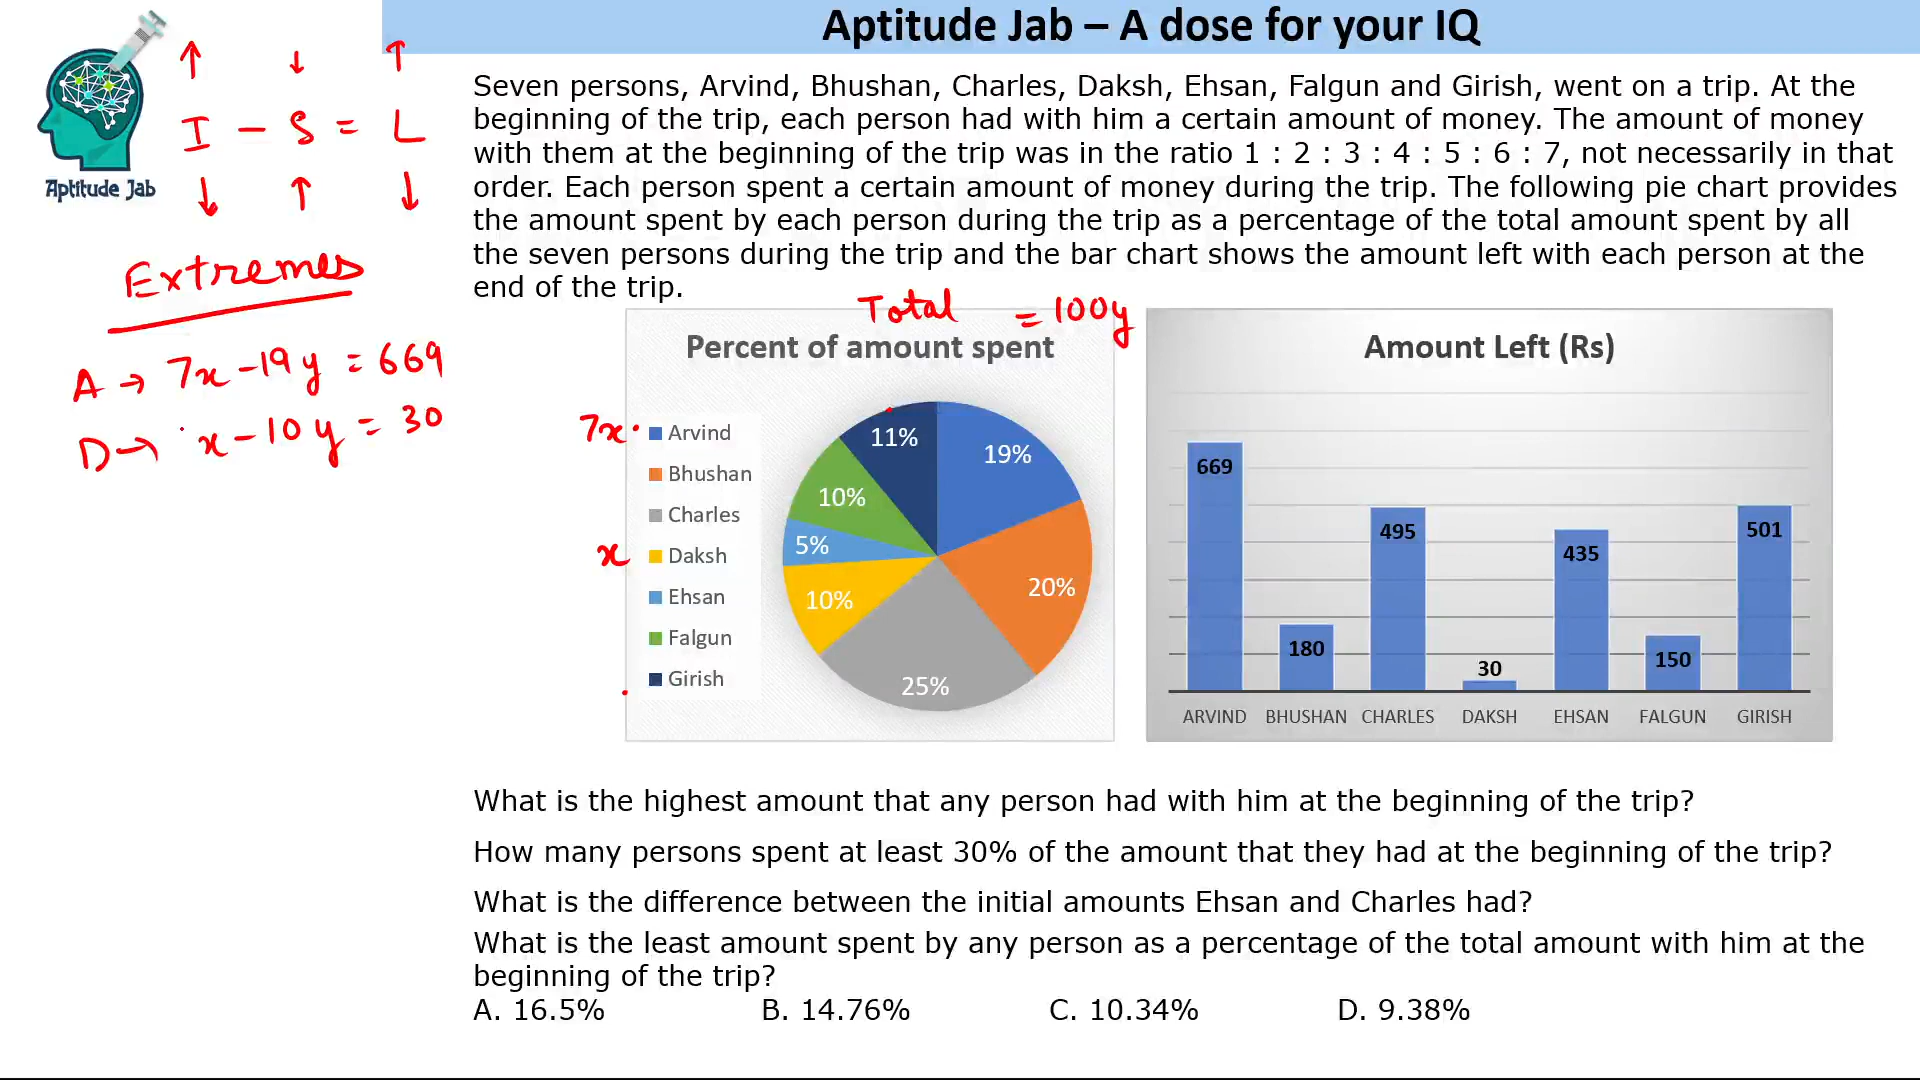 Aptitude Jab – A dose for your IQ
Aptitude Jab
↑ ↓ ↑
I – S = L
↓ ↑ ↓
Extremes
A → 7x – 19y = 669
D → x – 10y = 30
Seven persons, Arvind, Bhushan, Charles, Daksh, Ehsan, Falgun and Girish, went on a trip. At the
beginning of the trip, each person had with him a certain amount of money. The amount of money
with them at the beginning of the trip was in the ratio 1 : 2 : 3 : 4 : 5 : 6 : 7, not necessarily in that
order. Each person spent a certain amount of money during the trip. The following pie chart provides
the amount spent by each person during the trip as a percentage of the total amount spent by all
the seven persons during the trip and the bar chart shows the amount left with each person at the
end of the trip.
Total = 100y
Percent of amount spent
7x
Arvind
Bhushan
Charles
x
Daksh
Ehsan
Falgun
Girish
11%
19%
10%
5%
20%
10%
25%
Amount Left (Rs)
669
180
495
30
435
150
501
ARVIND BHUSHAN CHARLES DAKSH EHSAN FALGUN GIRISH
What is the highest amount that any person had with him at the beginning of the trip?
How many persons spent at least 30% of the amount that they had at the beginning of the trip?
What is the difference between the initial amounts Ehsan and Charles had?
What is the least amount spent by any person as a percentage of the total amount with him at the
beginning of the trip?
A. 16.5% B. 14.76% C. 10.34% D. 9.38%